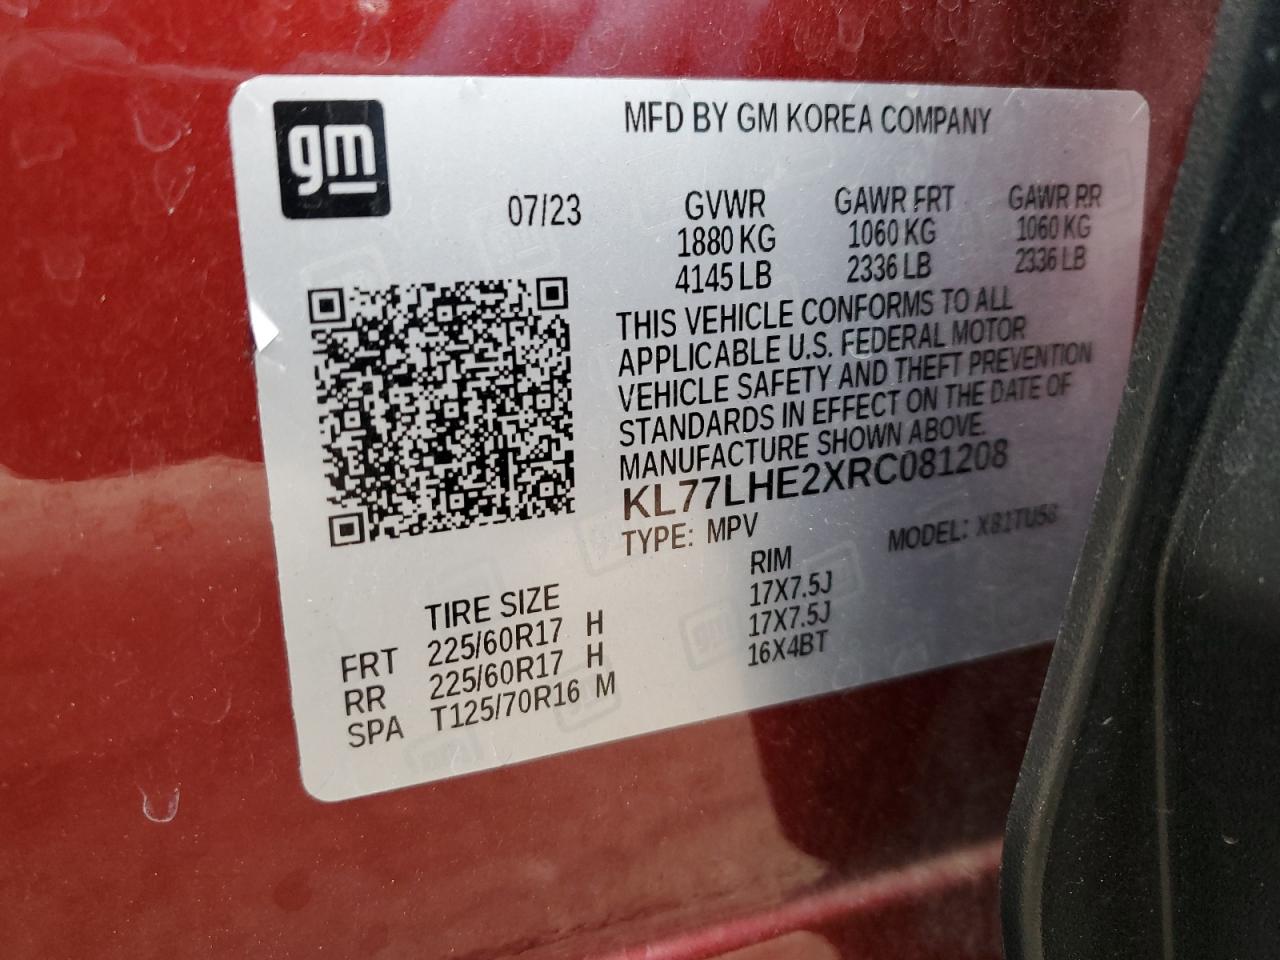 gm
MFD BY GM KOREA COMPANY
07/23
GVWR GAWR FRT GAWR RR
1880 KG 1060 KG 1060 KG
4145 LB 2336 LB 2336 LB
THIS VEHICLE CONFORMS TO ALL
APPLICABLE U.S. FEDERAL MOTOR
VEHICLE SAFETY AND THEFT PREVENTION
STANDARDS IN EFFECT ON THE DATE OF
MANUFACTURE SHOWN ABOVE.
KL77LHE2XRC081208
TYPE: MPV MODEL:
TIRE SIZE RIM
FRT 225/60R17 H 17X7.5J
RR 225/60R17 H 17X7.5J
SPA T125/70R16 M 16X4BT